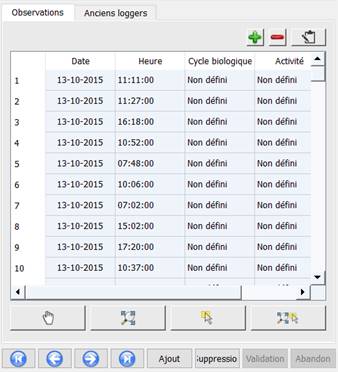 Observations Anciens loggers
Date Heure Cycle biologique Activité
1 13-10-2015 11:11:00 Non défini Non défini
2 13-10-2015 11:27:00 Non défini Non défini
3 13-10-2015 16:18:00 Non défini Non défini
4 13-10-2015 10:52:00 Non défini Non défini
5 13-10-2015 07:48:00 Non défini Non défini
6 13-10-2015 10:06:00 Non défini Non défini
7 13-10-2015 07:02:00 Non défini Non défini
8 13-10-2015 15:02:00 Non défini Non défini
9 13-10-2015 17:20:00 Non défini Non défini
10 13-10-2015 10:37:00 Non défini Non défini
Ajout Suppressio Validation Abandon